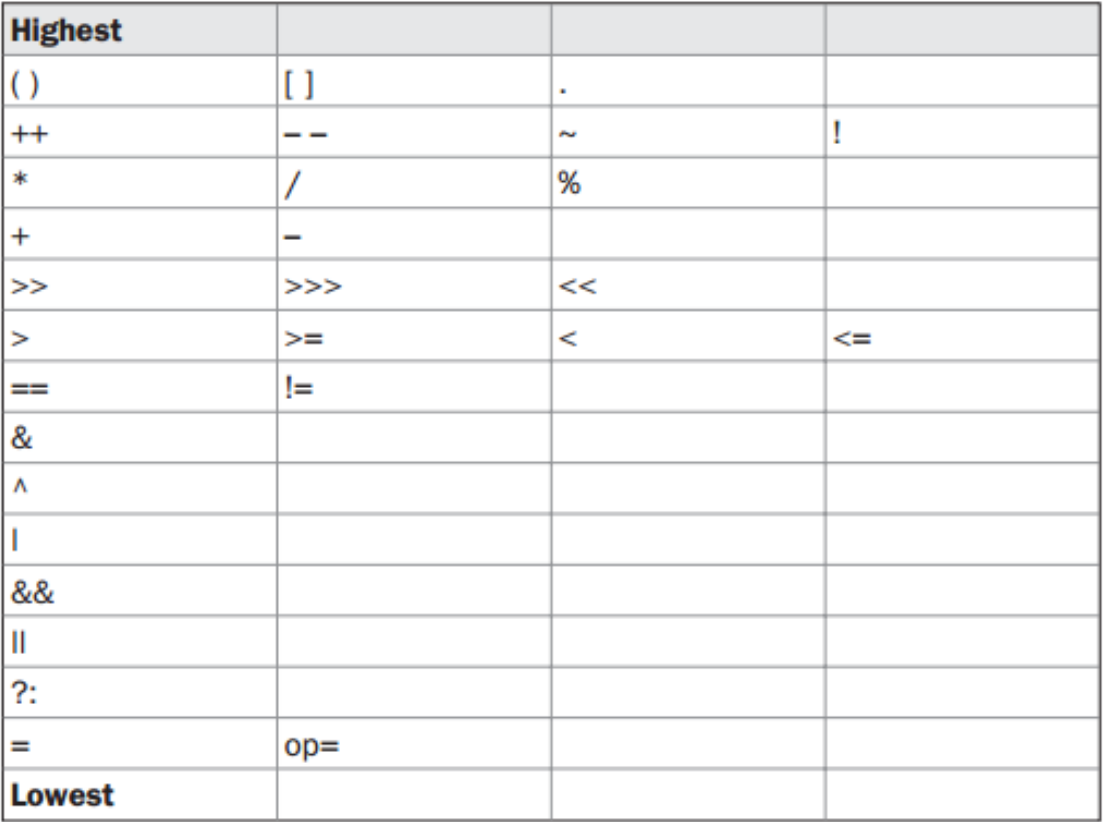 Highest
( ) [ ] .
++ – – ~ !
* / %
+ –
>> >>> <<
> >= < <=
== !=
&
^
|
&&
||
?:
= op=
Lowest